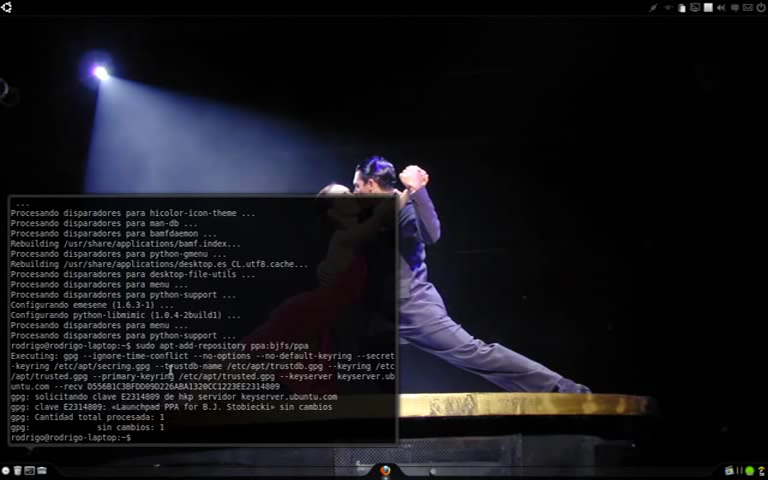 ...
Procesando disparadores para hicolor-icon-theme ...
Procesando disparadores para man-db ...
Procesando disparadores para bamfdaemon ...
Rebuilding /usr/share/applications/bamf.index...
Procesando disparadores para python-gmenu ...
Rebuilding /usr/share/applications/desktop.es_CL.utf8.cache...
Procesando disparadores para desktop-file-utils ...
Procesando disparadores para menu ...
Procesando disparadores para python-support ...
Configurando emesene (1.6.3-1) ...
Configurando python-libmimic (1.0.4-2build1) ...
Procesando disparadores para menu ...
Procesando disparadores para python-support ...
rodrigo@rodrigo-laptop:~$ sudo apt-add-repository ppa:bjfs/ppa
Executing: gpg --ignore-time-conflict --no-options --no-default-keyring --secret
-keyring /etc/apt/secring.gpg --trustdb-name /etc/apt/trustdb.gpg --keyring /etc
/apt/trusted.gpg --primary-keyring /etc/apt/trusted.gpg --keyserver keyserver.ub
untu.com --recv D556B1C3BFDD09D226ABA1320CC1223EE2314809
gpg: solicitando clave E2314809 de hkp servidor keyserver.ubuntu.com
gpg: clave E2314809: «Launchpad PPA for B.J. Stobiecki» sin cambios
gpg: Cantidad total procesada: 1
gpg:              sin cambios: 1
rodrigo@rodrigo-laptop:~$